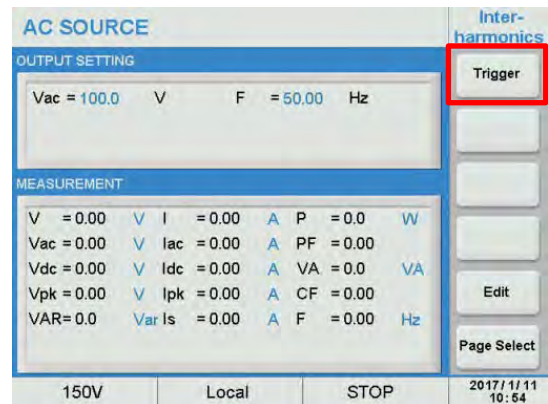 AC SOURCE
Inter-
harmonics
OUTPUT SETTING
Vac = 100.0 V F = 50.00 Hz
Trigger
MEASUREMENT
V = 0.00 V I = 0.00 A P = 0.0 W
Vac = 0.00 V Iac = 0.00 A PF = 0.00
Vdc = 0.00 V Idc = 0.00 A VA = 0.0 VA
Vpk = 0.00 V Ipk = 0.00 A CF = 0.00
VAR= 0.0 Var Is = 0.00 A F = 0.00 Hz
Edit
Page Select
150V Local STOP 2017/ 1/ 11
10: 54